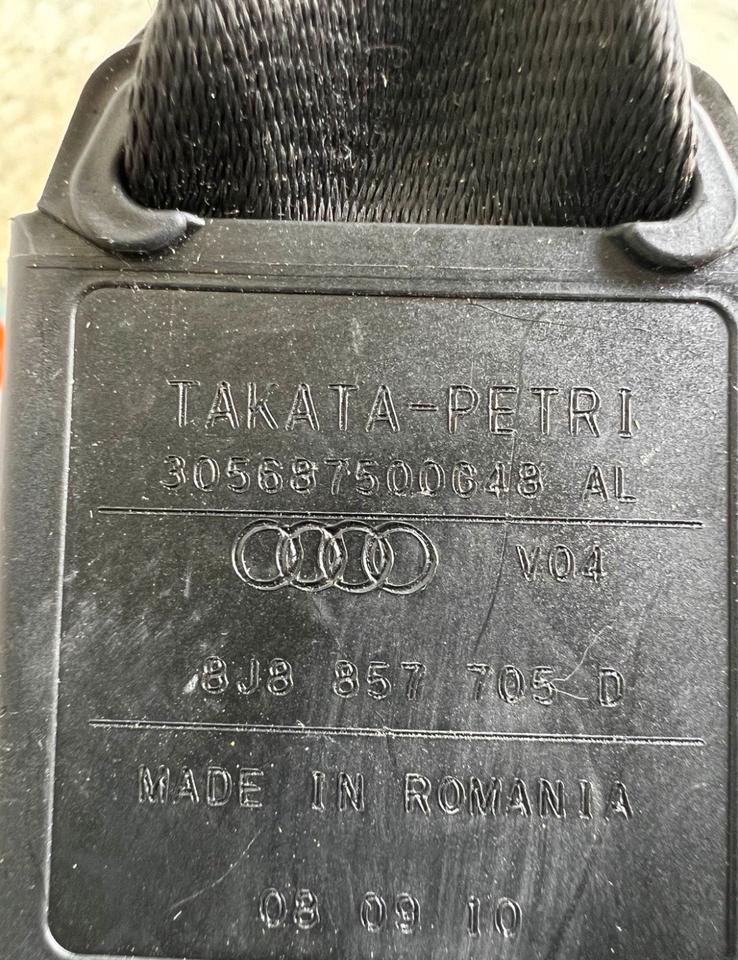 TAKATA-PETRI
305687500648 AL
V04
8J8 857 705 D
MADE IN ROMANIA
08 09 10